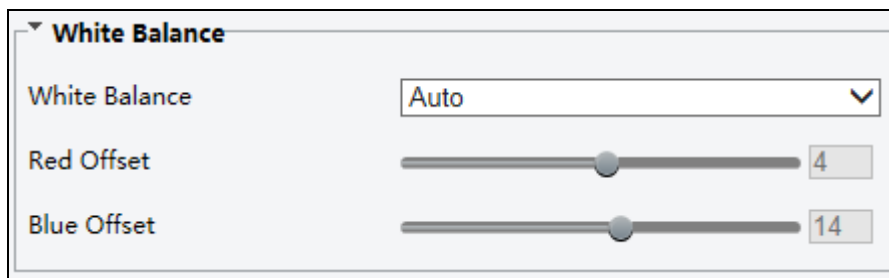 White Balance
White Balance Auto
Red Offset 4
Blue Offset 14